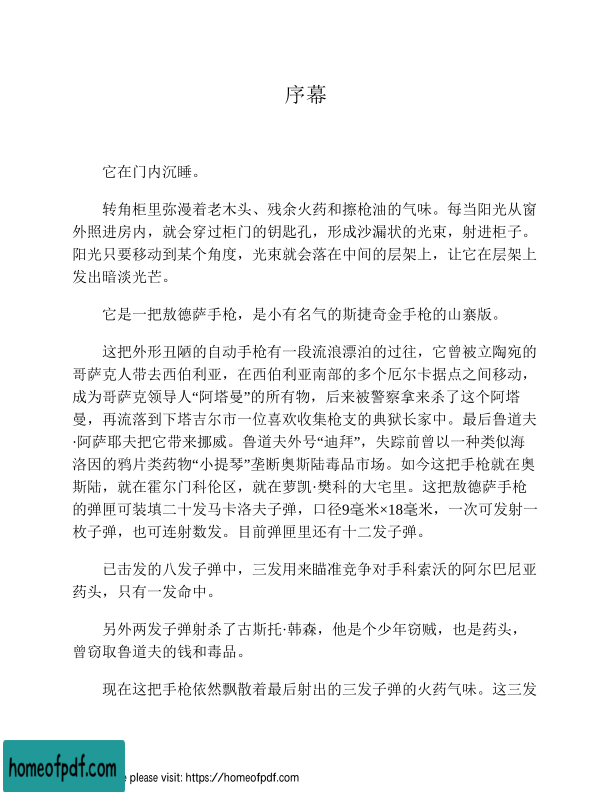 序幕
它在门内沉睡。
转角柜里弥漫着老木头、残余火药和擦枪油的气味。每当阳光从窗
外照进房内，就会穿过柜门的钥匙孔，形成沙漏状的光束，射进柜子。
阳光只要移动到某个角度，光束就会落在中间的层架上，让它在层架上
发出暗淡光芒。
它是一把敖德萨手枪，是小有名气的斯捷奇金手枪的山寨版。
这把外形丑陋的自动手枪有一段流浪漂泊的过往，它曾被立陶宛的
哥萨克人带去西伯利亚，在西伯利亚南部的多个厄尔卡据点之间移动，
成为哥萨克领导人“阿塔曼”的所有物，后来被警察拿来杀了这个阿塔
曼，再流落到下塔吉尔市一位喜欢收集枪支的典狱长家中。最后鲁道夫
·阿萨耶夫把它带来挪威。鲁道夫外号“迪拜”，失踪前曾以一种类似海
洛因的鸦片类药物“小提琴”垄断奥斯陆毒品市场。如今这把手枪就在奥
斯陆，就在霍尔门科伦区，就在萝凯·樊科的大宅里。这把敖德萨手枪
的弹匣可装填二十发马卡洛夫子弹，口径9毫米×18毫米，一次可发射一
枚子弹，也可连射数发。目前弹匣里还有十二发子弹。
已击发的八发子弹中，三发用来瞄准竞争对手科索沃的阿尔巴尼亚
药头，只有一发命中。
另外两发子弹射杀了古斯托·韩森，他是个少年窃贼，也是药头，
曾窃取鲁道夫的钱和毒品。
现在这把手枪依然飘散着最后射出的三发子弹的火药气味。这三发
homeofpdf.com
e please visit: https://homeofpdf.com